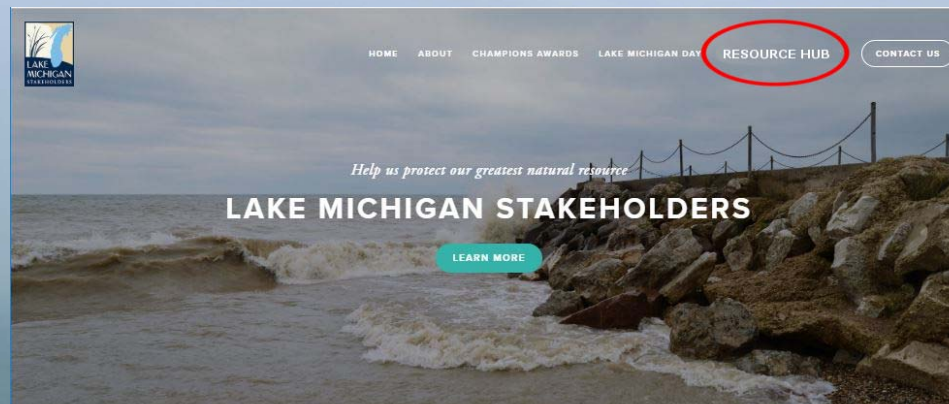 LAKE
MICHIGAN
STAKEHOLDERS
HOME ABOUT CHAMPIONS AWARDS LAKE MICHIGAN DAY RESOURCE HUB CONTACT US
Help us protect our greatest natural resource
LAKE MICHIGAN STAKEHOLDERS
LEARN MORE